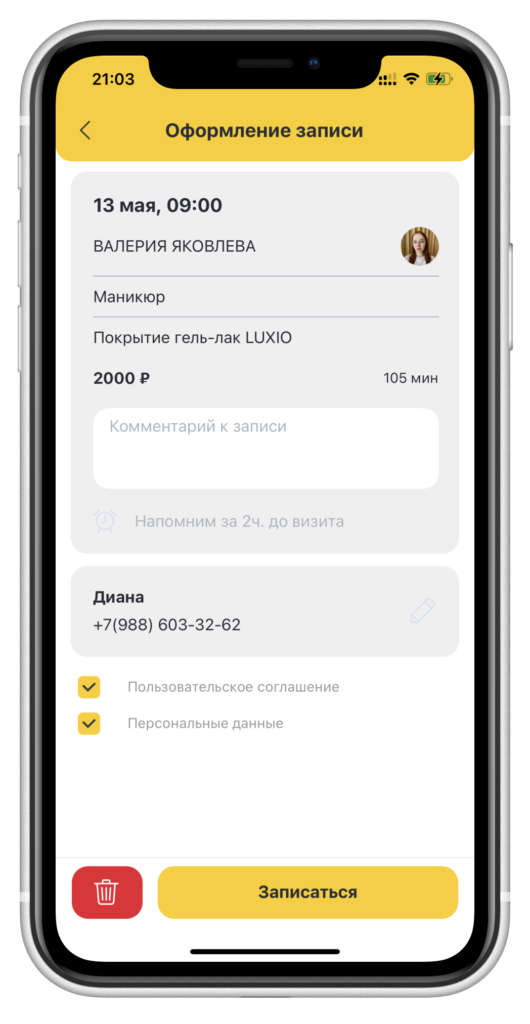 21:03
Оформление записи
13 мая, 09:00
ВАЛЕРИЯ ЯКОВЛЕВА
Маникюр
Покрытие гель-лак LUXIO
2000 ₽ 105 мин
Комментарий к записи
Напомним за 2ч. до визита
Диана
+7(988) 603-32-62
Пользовательское соглашение
Персональные данные
Записаться